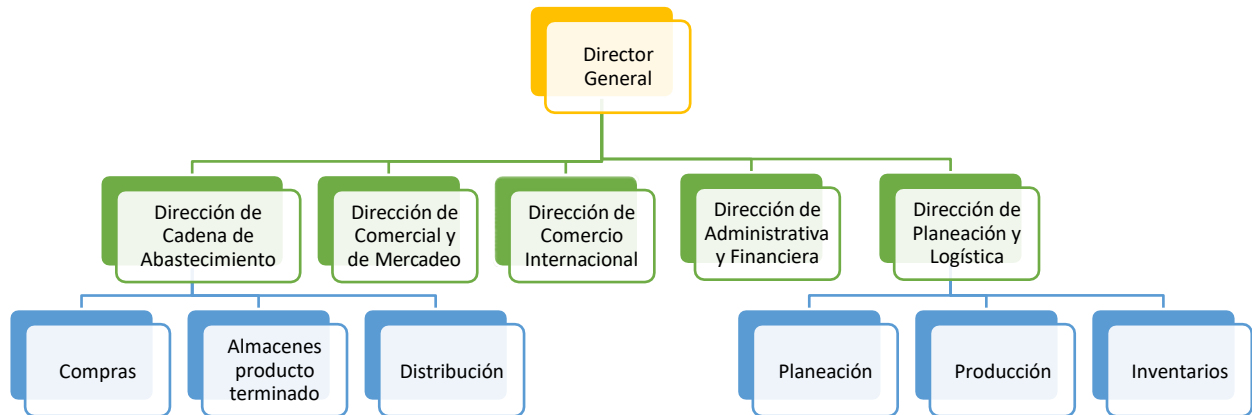 Director
General
Dirección de
Cadena de
Abastecimiento
Dirección de
Comercial y
de Mercadeo
Dirección de
Comercio
Internacional
Dirección de
Administrativa
y Financiera
Dirección de
Planeación y
Logística
Compras
Almacenes
producto
terminado
Distribución
Planeación
Producción
Inventarios